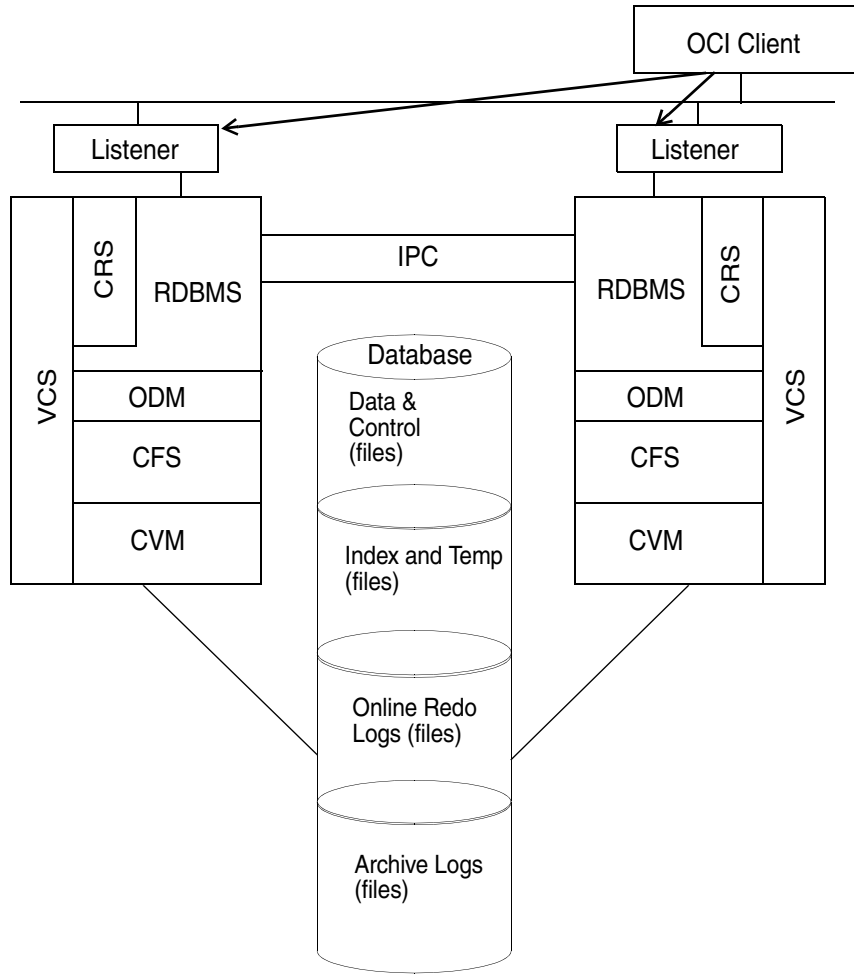 OCI Client
Listener
Listener
VCS
CRS
RDBMS
ODM
CFS
CVM
IPC
RDBMS
CRS
VCS
ODM
CFS
CVM
Database
Data &
Control
(files)
Index and Temp
(files)
Online Redo
Logs (files)
Archive Logs
(files)